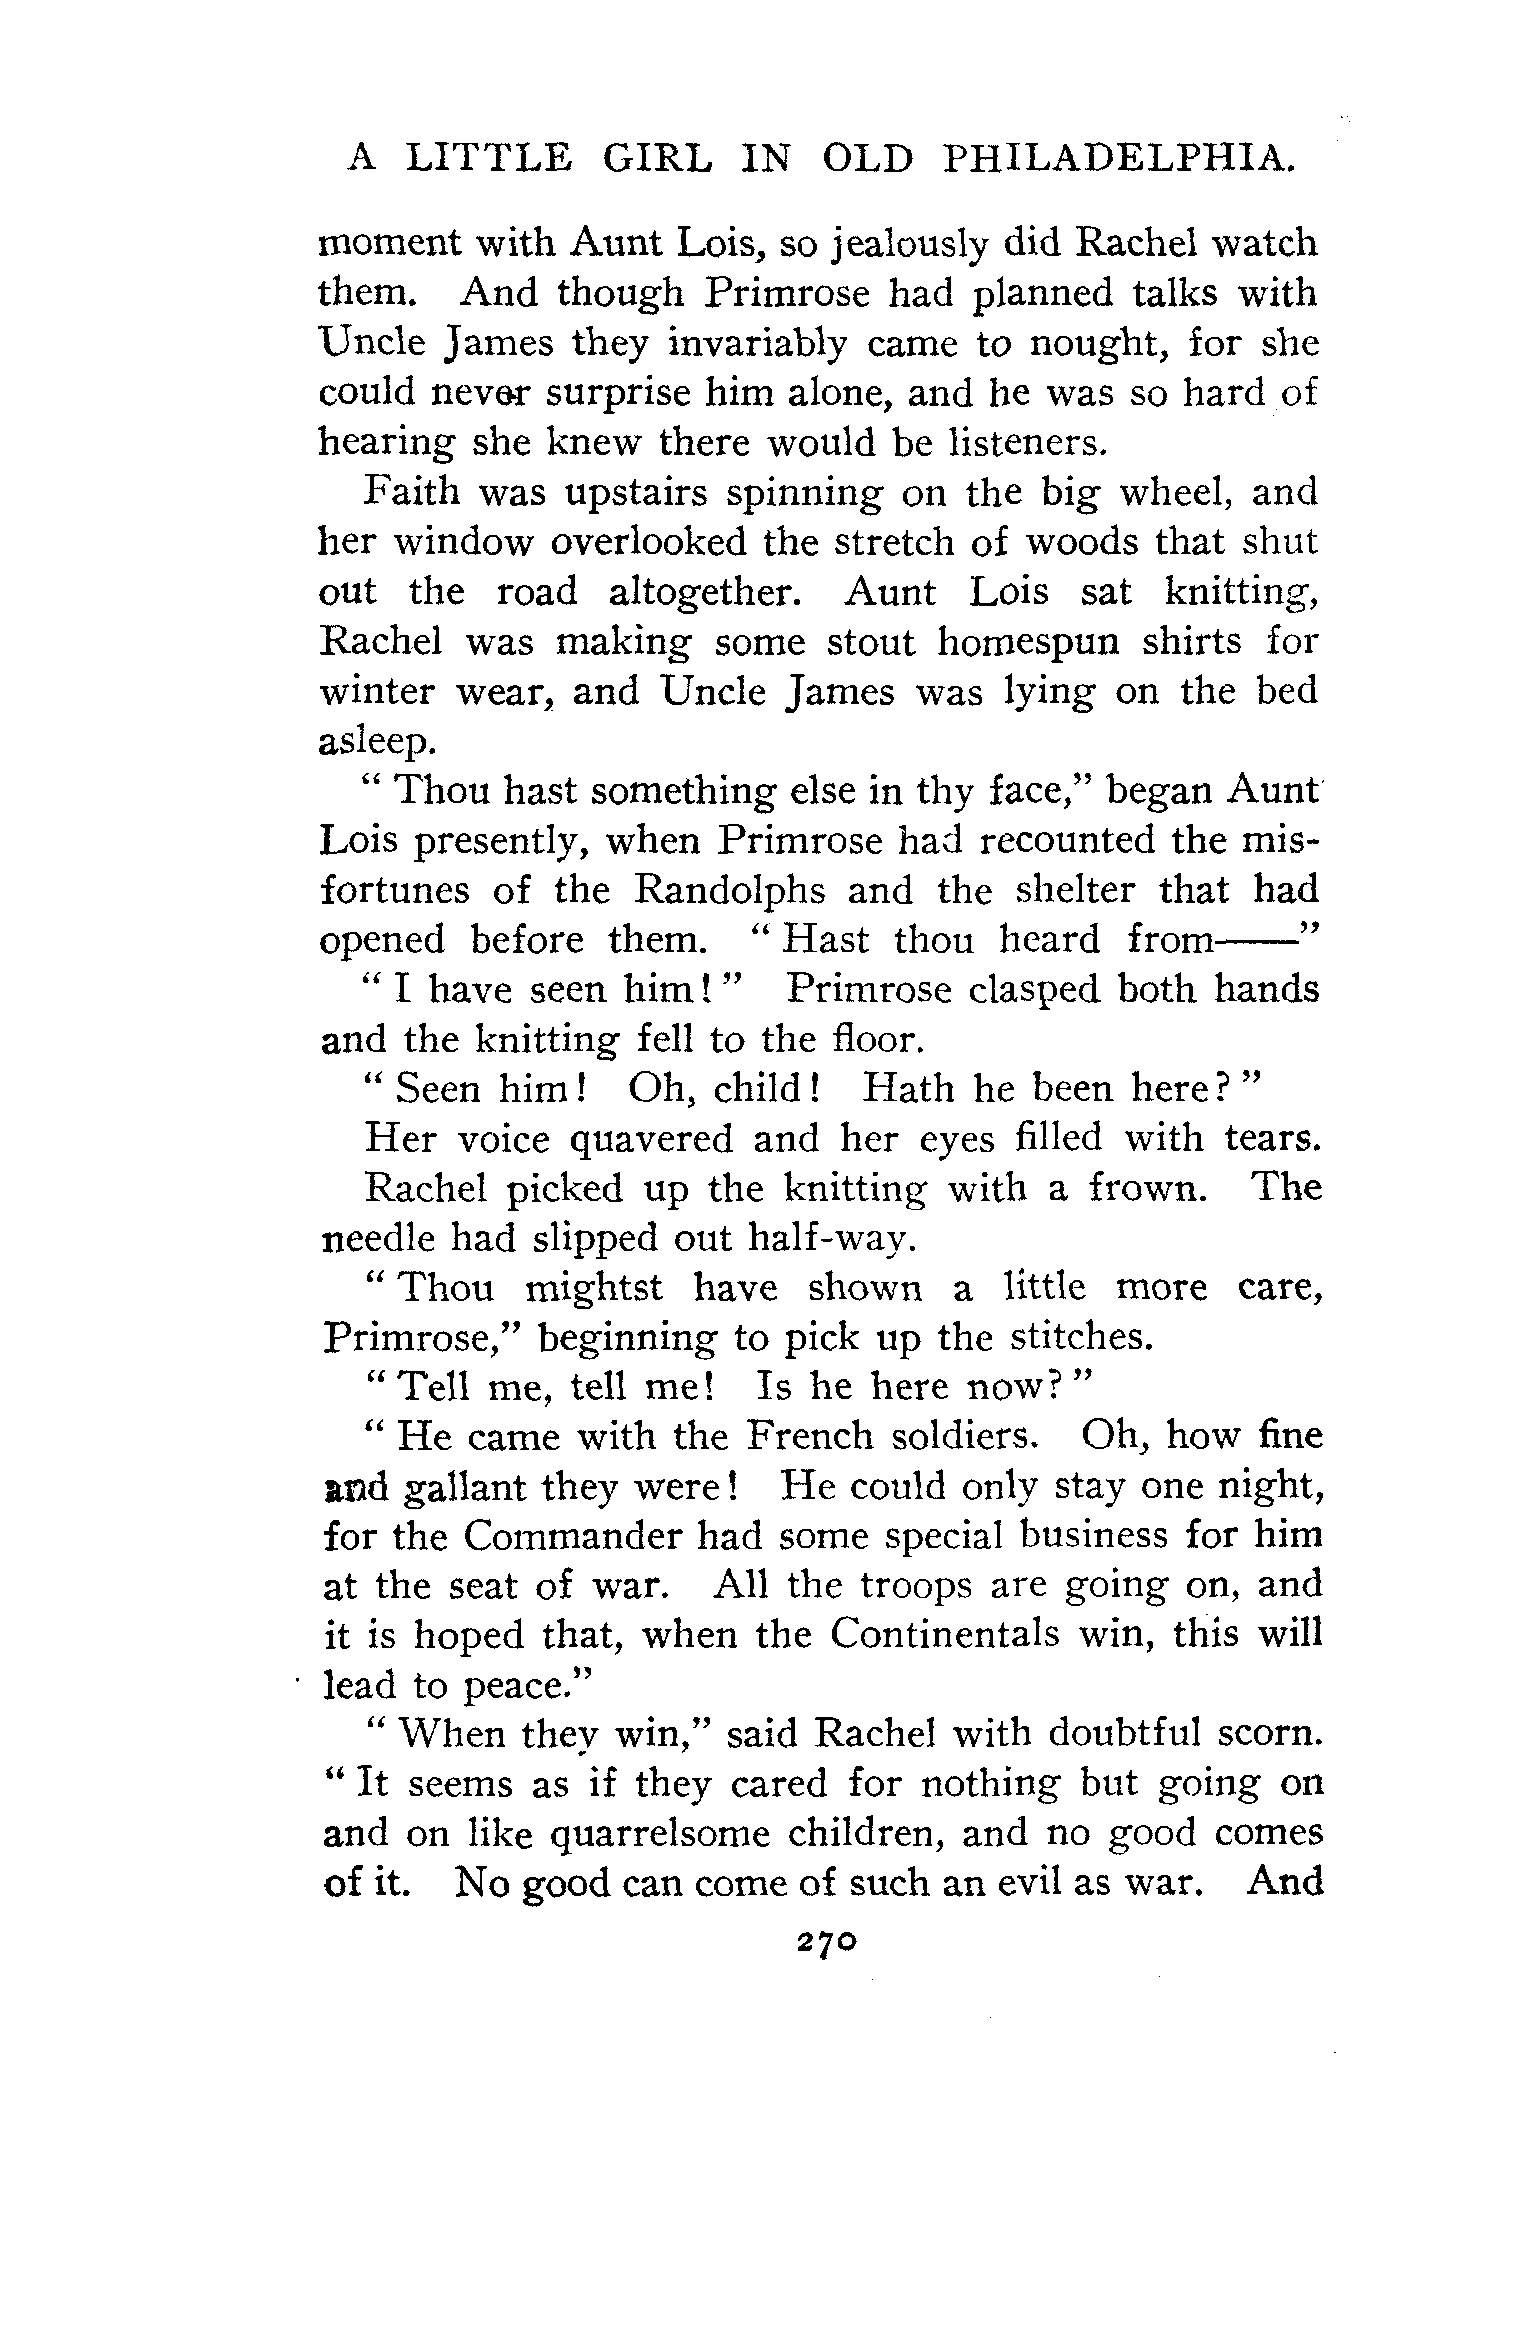 A LITTLE GIRL IN OLD PHILADELPHIA.
moment with Aunt Lois, so jealously did Rachel watch
them. And though Primrose had planned talks with
Uncle James they invariably came to nought, for she
could never surprise him alone, and he was so hard of
hearing she knew there would be listeners.
Faith was upstairs spinning on the big wheel, and
her window overlooked the stretch of woods that shut
out the road altogether. Aunt Lois sat knitting,
Rachel was making some stout homespun shirts for
winter wear, and Uncle James was lying on the bed
asleep.
“ Thou hast something else in thy face,” began Aunt
Lois presently, when Primrose had recounted the mis-
fortunes of the Randolphs and the shelter that had
opened before them. “ Hast thou heard from——”
“ I have seen him! ” Primrose clasped both hands
and the knitting fell to the floor.
“ Seen him! Oh, child! Hath he been here? ”
Her voice quavered and her eyes filled with tears.
Rachel picked up the knitting with a frown. The
needle had slipped out half-way.
“ Thou mightst have shown a little more care,
Primrose,” beginning to pick up the stitches.
“ Tell me, tell me! Is he here now? ”
“ He came with the French soldiers. Oh, how fine
and gallant they were! He could only stay one night,
for the Commander had some special business for him
at the seat of war. All the troops are going on, and
it is hoped that, when the Continentals win, this will
lead to peace.”
“ When they win,” said Rachel with doubtful scorn.
“ It seems as if they cared for nothing but going on
and on like quarrelsome children, and no good comes
of it. No good can come of such an evil as war. And
270